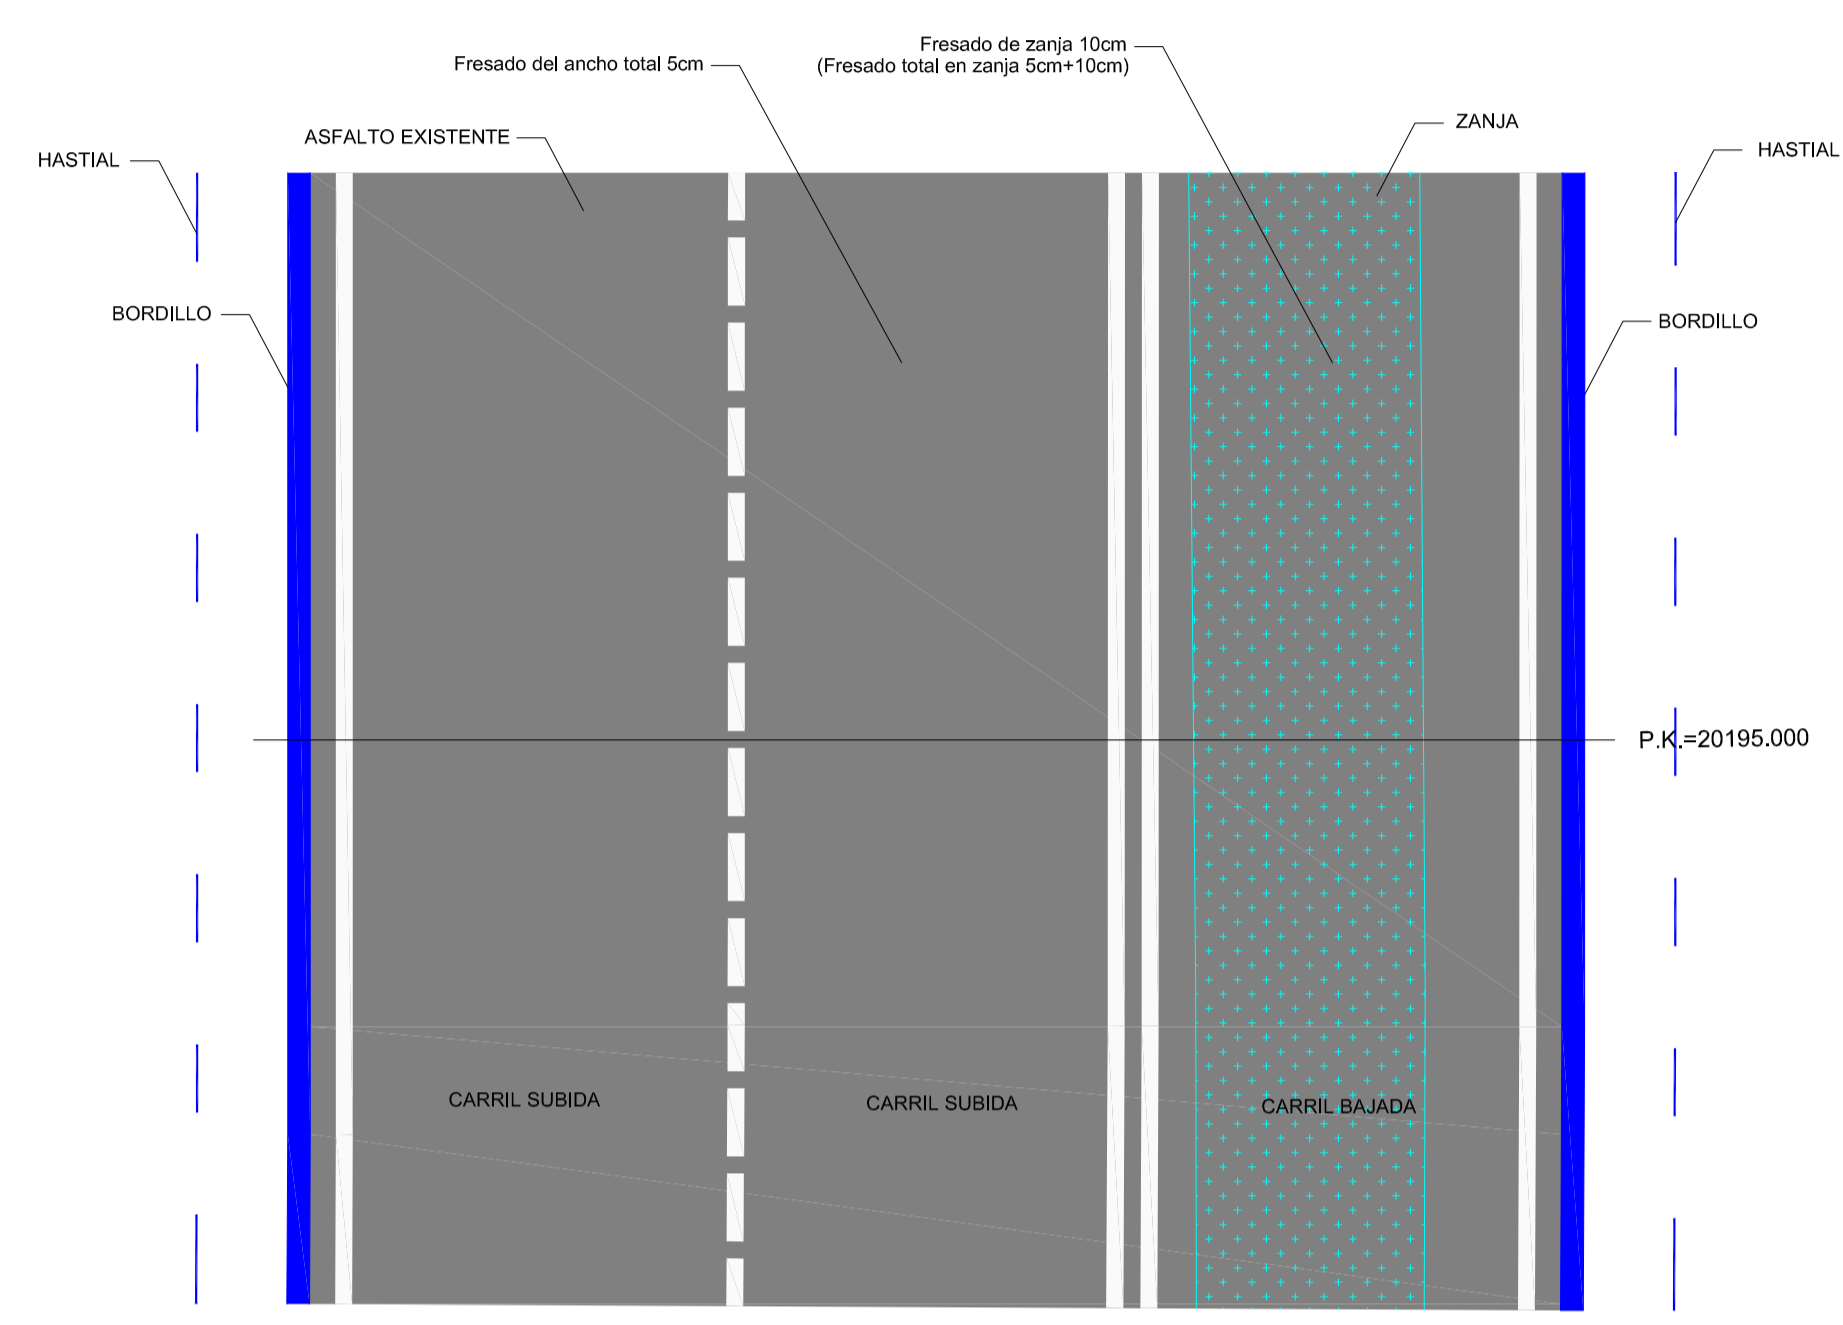 Fresado de zanja 10cm
(Fresado total en zanja 5cm+10cm)
Fresado del ancho total 5cm
ZANJA
ASFALTO EXISTENTE
HASTIAL
HASTIAL
BORDILLO
BORDILLO
P.K.=20195.000
CARRIL SUBIDA
CARRIL SUBIDA
CARRIL BAJADA